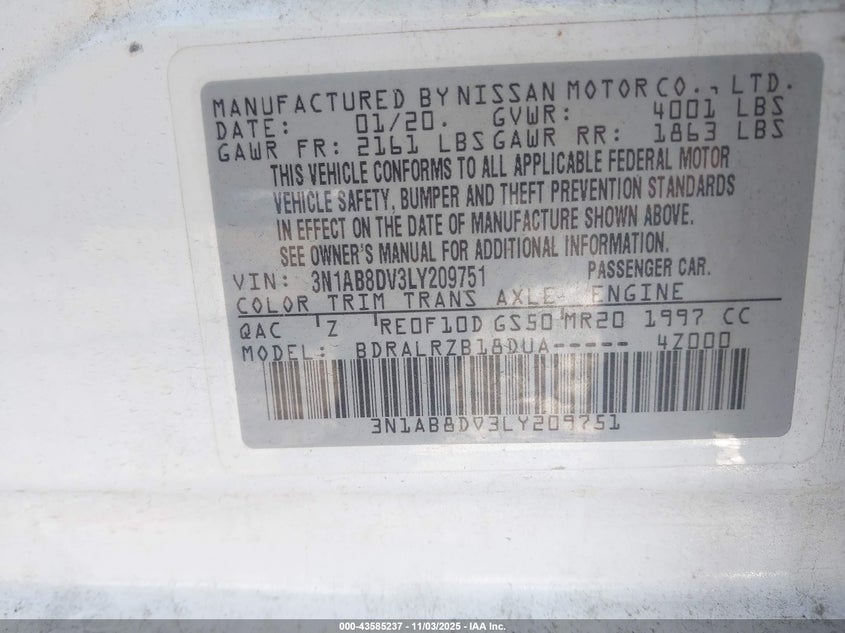 MANUFACTURED BY NISSAN MOTOR CO., LTD.
DATE: 01/20. GVWR: 4001 LBS
GAWR FR: 2161 LBS GAWR RR: 1863 LBS
THIS VEHICLE CONFORMS TO ALL APPLICABLE FEDERAL MOTOR
VEHICLE SAFETY, BUMPER AND THEFT PREVENTION STANDARDS
IN EFFECT ON THE DATE OF MANUFACTURE SHOWN ABOVE.
SEE OWNER'S MANUAL FOR ADDITIONAL INFORMATION.
VIN: 3N1AB8DV3LY209751 PASSENGER CAR.
COLOR TRIM TRANS AXLE ENGINE
QAC Z RE0F10D GS50 MR20 1997 CC
MODEL: BDRALRZB18DUA----- 4Z000
3N1AB8DV3LY209751
000-43585237 - 11/03/2025 - IAA Inc.